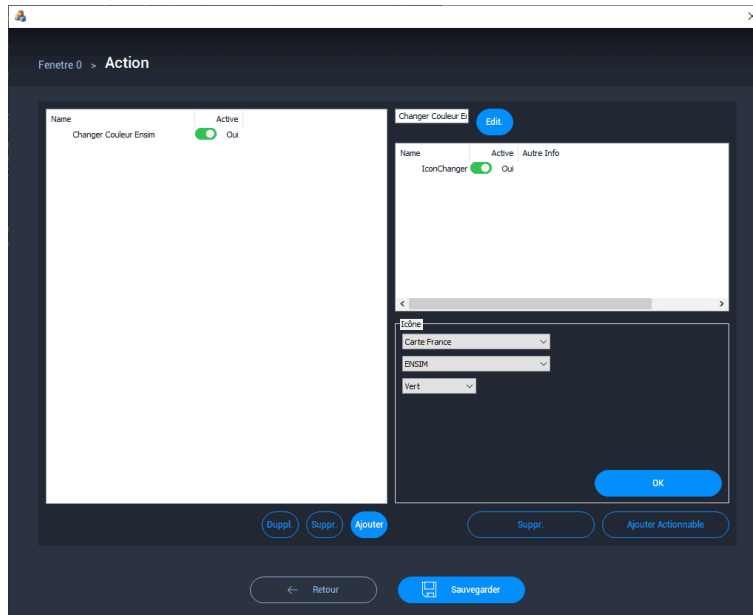 Fenetre 0 > Action
Name Active
Changer Couleur Ensim Oui
Changer Couleur E
Edit.
Name Active Autre Info
IconChanger Oui
Icône
Carte France
ENSIM
Vert
OK
Duppl. Suppr. Ajouter
Suppr. Ajouter Actionnable
← Retour
Sauvegarder